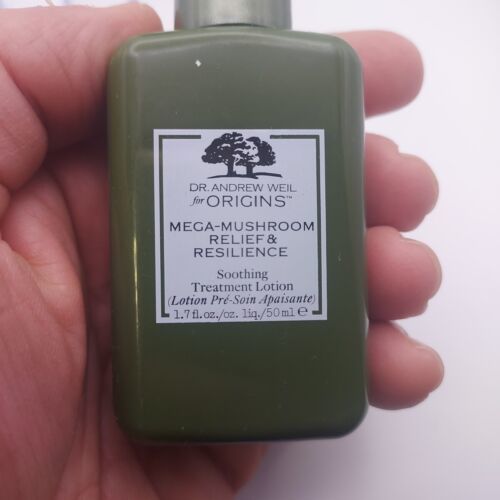 DR. ANDREW WEIL
for ORIGINS™
MEGA-MUSHROOM
RELIEF &
RESILIENCE
Soothing
Treatment Lotion
(Lotion Pré-Soin Apaisante)
1.7 fl.oz./oz. liq./50 ml ℮